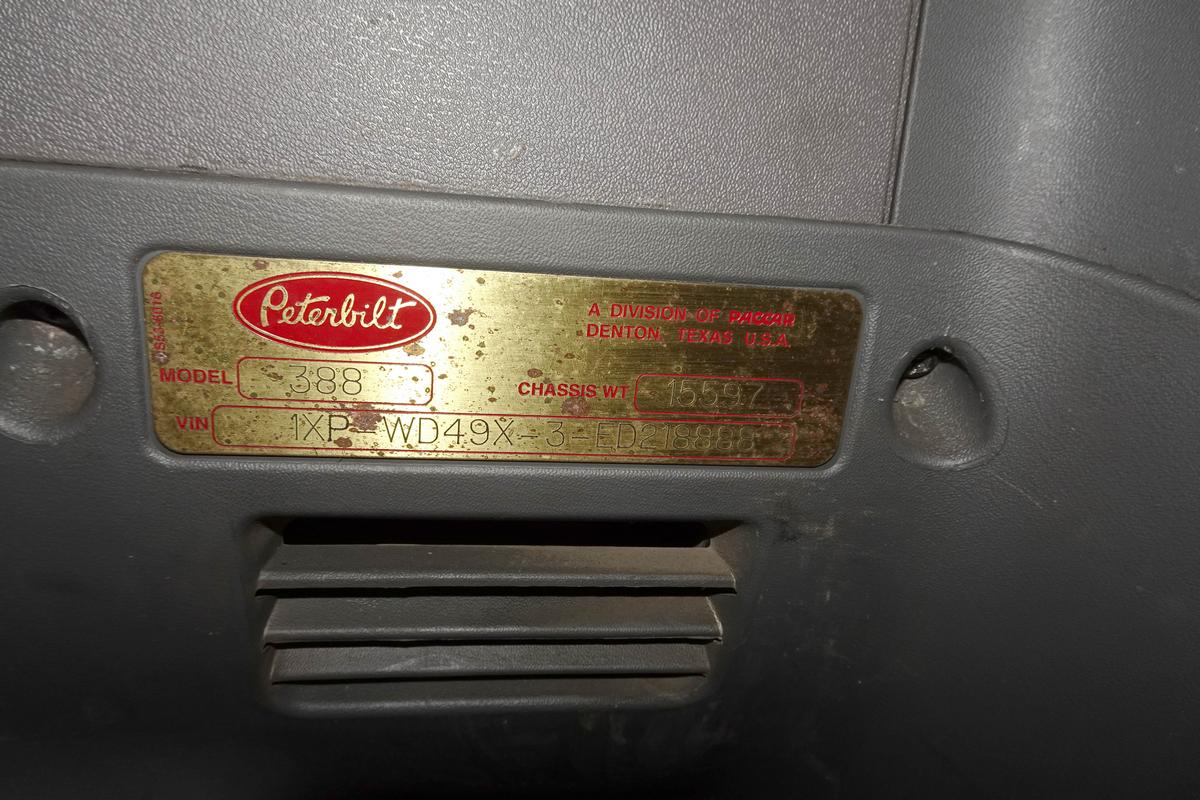 Peterbilt
A DIVISION OF PACCAR
DENTON, TEXAS U.S.A.
MODEL 388
CHASSIS WT 15597
VIN 1XP-WD49X-3-ED218888